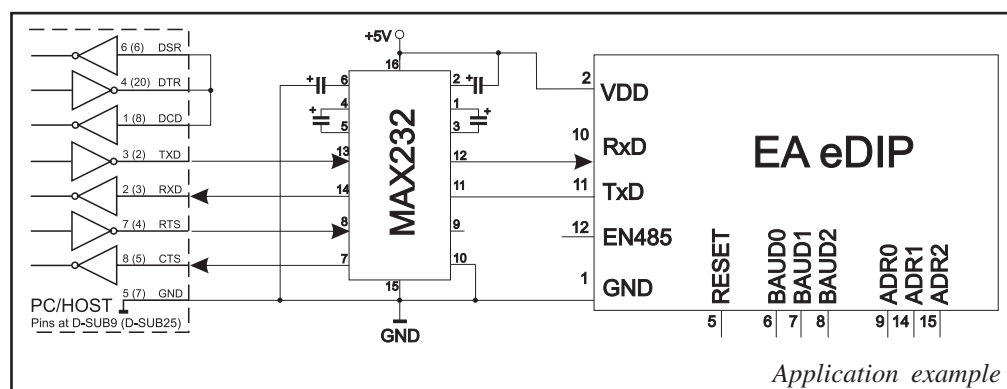 6 (6) DSR
4 (20) DTR
1 (8) DCD
3 (2) TXD
2 (3) RXD
7 (4) RTS
8 (5) CTS
5 (7) GND
PC/HOST
Pins at D-SUB9 (D-SUB25)
+5V
16
6
2
+
+
4
1
+
+
5
3
13
12
14
11
8
9
7
10
15
MAX232
GND
2 VDD
10 RxD
11 TxD
12 EN485
1 GND
EA eDIP
RESET
BAUD0
BAUD1
BAUD2
ADR0
ADR1
ADR2
5
6
7
8
9
14
15
Application example